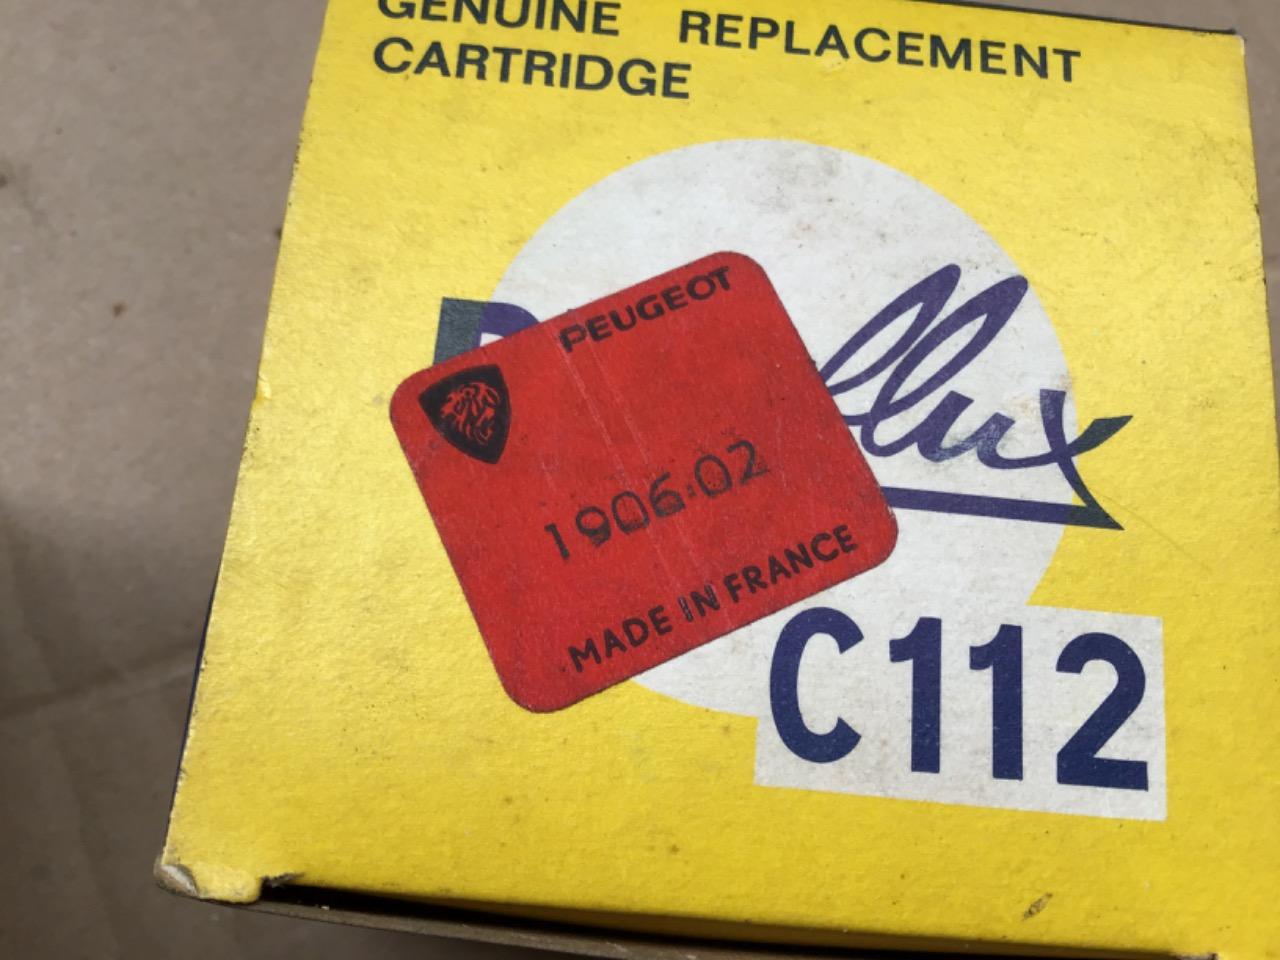 GENUINE REPLACEMENT
CARTRIDGE
PEUGEOT
1906.02
MADE IN FRANCE
C112